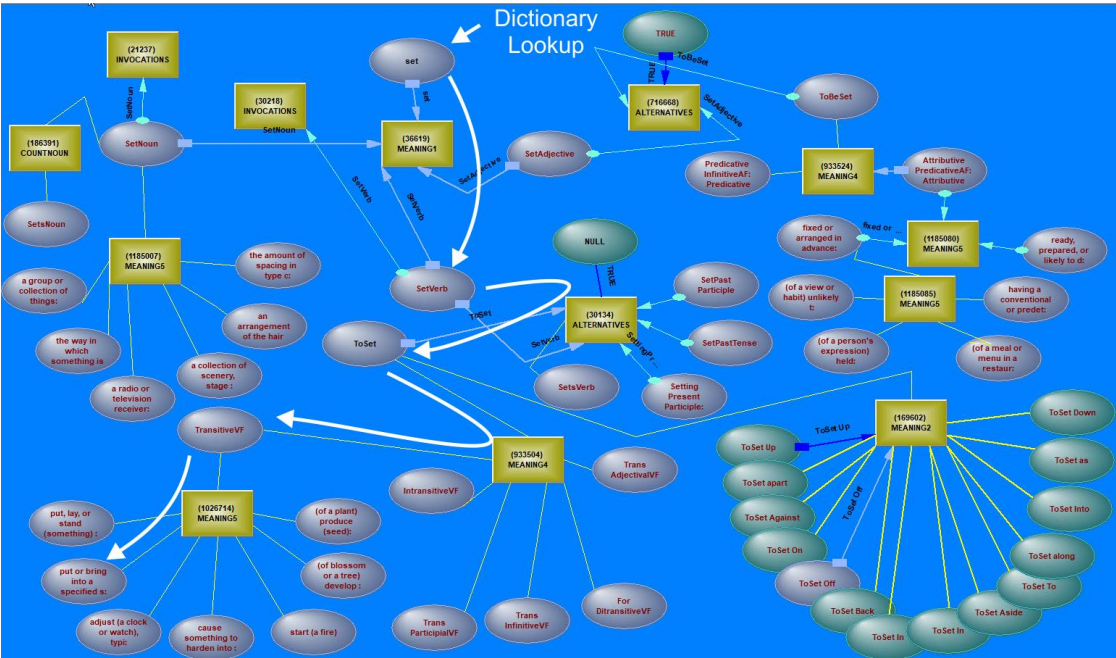 Dictionary
Lookup
(21237)
INVOCATIONS
SetNoun
(30218)
INVOCATIONS
SetNoun
set
set
TRUE
TRUE
ToBeSet
(716668)
ALTERNATIVES
SetAdjective
ToBeSet
(186391)
COUNTNOUN
SetNoun
(36619)
MEANING1
SetAdjective
SetAdjective
Predicative
InfinitiveAF:
Predicative
(933524)
MEANING4
Attributive
PredicativeAF:
Attributive
SetVerb
SetVerb
SetsNoun
(1185007)
MEANING5
the amount of
spacing in
type c:
a group or
collection of
things:
an
arrangement
of the hair
the way in
which
something is
a collection of
scenery,
stage :
a radio or
television
receiver:
NULL
TRUE
SetVerb
ToSet
SetVerb
(30134)
ALTERNATIVES
SetPast
Participle
SetPastTense
SettingPr ...
Setting
Present
Participle:
SetsVerb
ToSet
fixed or
arranged in
advance:
fixed or ...
(1185080)
MEANING5
ready,
prepared, or
likely to d:
(of a view or
habit) unlikely
t:
(1185085)
MEANING5
having a
conventional
or predet:
(of a person's
expression)
held:
(of a meal or
menu in a
restaur:
TransitiveVF
(933504)
MEANING4
IntransitiveVF
Trans
AdjectivalVF
Trans
ParticipialVF
Trans
InfinitiveVF
For
DitransitiveVF
(1026714)
MEANING5
put, lay, or
stand
(something) :
(of a plant)
produce
(seed):
put or bring
into a
specified s:
(of blossom
or a tree)
develop :
adjust (a clock
or watch),
typi:
cause
something to
harden into :
start (a fire)
(169602)
MEANING2
ToSet Up
ToSet Off
ToSet Up
ToSet apart
ToSet Against
ToSet On
ToSet Off
ToSet Back
ToSet In
ToSet In
ToSet Aside
ToSet To
ToSet along
ToSet Into
ToSet as
ToSet Down